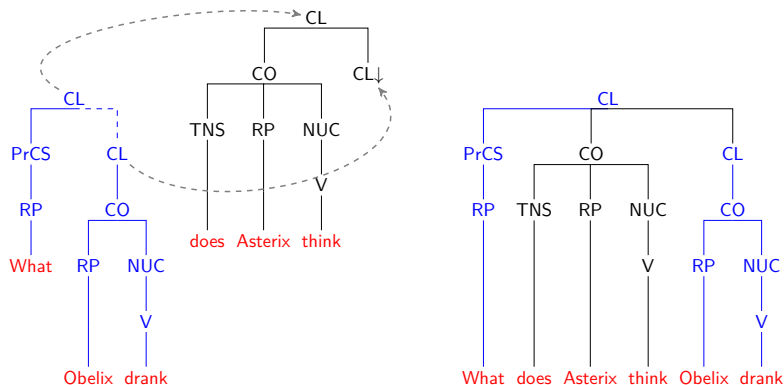 CL
CO CL↓
TNS RP NUC
V
does Asterix think
CL
PrCS CL
RP CO
What RP NUC
V
Obelix drank
CL
PrCS CO CL
RP TNS RP NUC CO
V RP NUC
V
What does Asterix think Obelix drank